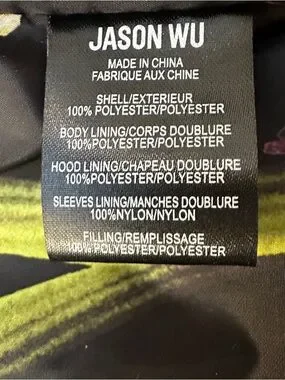 JASON WU
MADE IN CHINA
FABRIQUE AUX CHINE
SHELL/EXTERIEUR
100% POLYESTER/POLYESTER
BODY LINING/CORPS DOUBLURE
100%POLYESTER/POLYESTER
HOOD LINING/CHAPEAU DOUBLURE
100%POLYESTER/POLYESTER
SLEEVES LINING/MANCHES DOUBLURE
100%NYLON/NYLON
FILLING/REMPLISSAGE
100%POLYESTER/POLYESTER